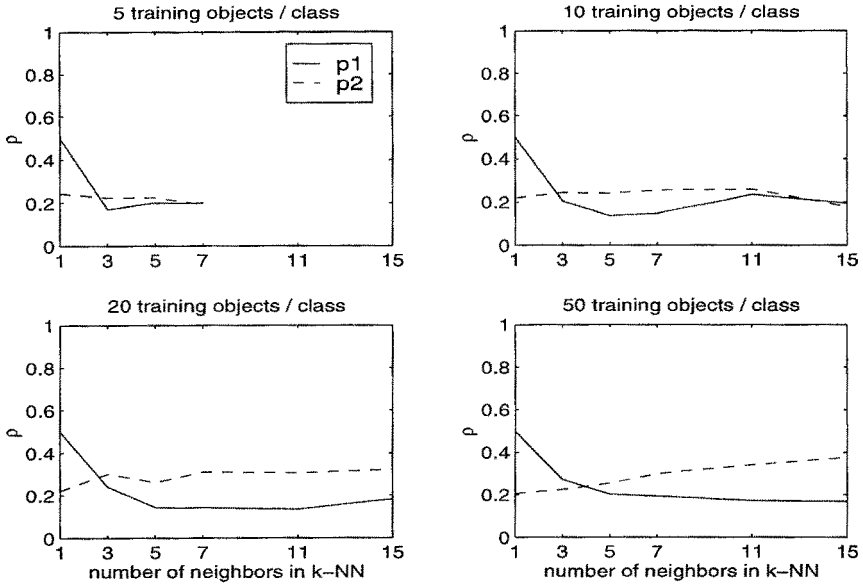 5 training objects / class
1
0.8
0.6
0.4
0.2
0
ρ
p1
p2
1 3 5 7 11 15
10 training objects / class
1
0.8
0.6
0.4
0.2
0
ρ
1 3 5 7 11 15
20 training objects / class
1
0.8
0.6
0.4
0.2
0
ρ
1 3 5 7 11 15
number of neighbors in k-NN
50 training objects / class
1
0.8
0.6
0.4
0.2
0
ρ
1 3 5 7 11 15
number of neighbors in k-NN